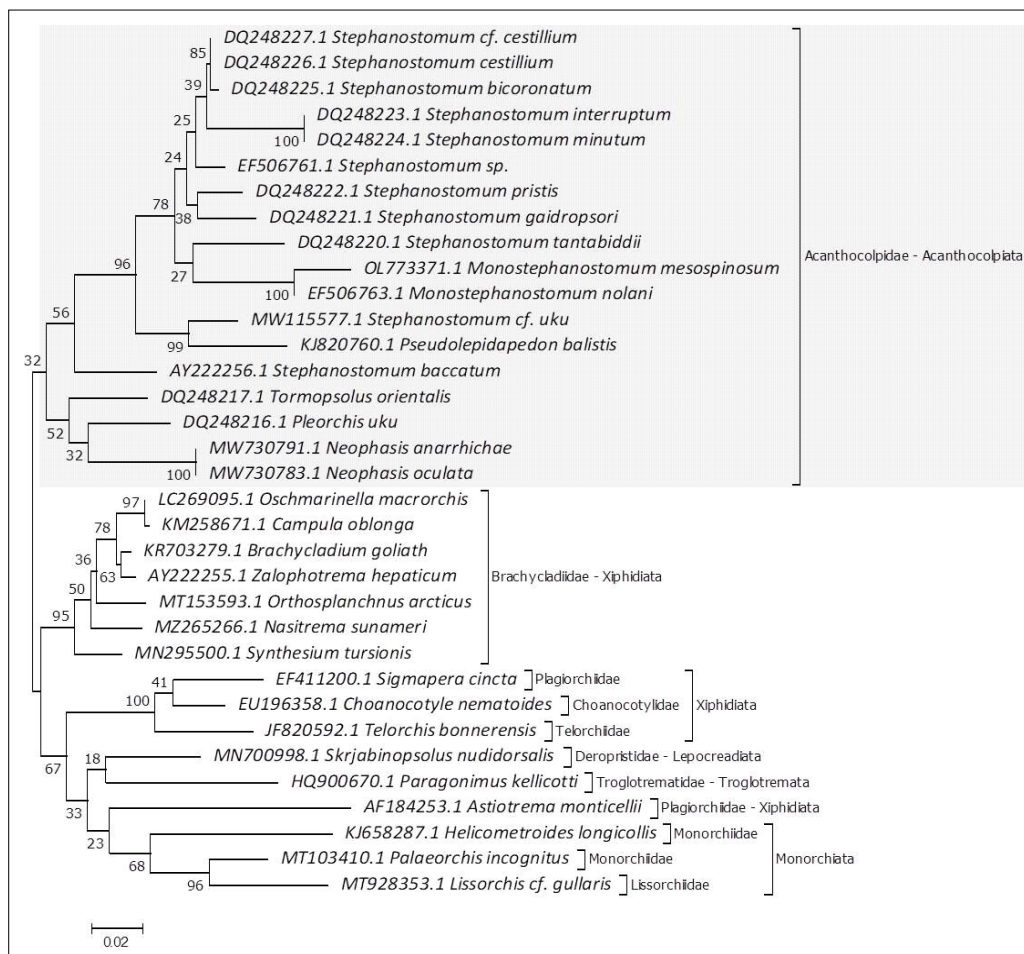 DQ248227.1 Stephanostomum cf. cestillium
85
DQ248226.1 Stephanostomum cestillium
39
DQ248225.1 Stephanostomum bicoronatum
DQ248223.1 Stephanostomum interruptum
25
100
DQ248224.1 Stephanostomum minutum
24
EF506761.1 Stephanostomum sp.
DQ248222.1 Stephanostomum pristis
78
38
DQ248221.1 Stephanostomum gaidropsori
DQ248220.1 Stephanostomum tantabiddii
Acanthocolpidae - Acanthocolpiata
96
27
OL773371.1 Monostephanostomum mesospinosum
100
EF506763.1 Monostephanostomum nolani
56
MW115577.1 Stephanostomum cf. uku
99
KJ820760.1 Pseudolepidapedon balistis
32
AY222256.1 Stephanostomum baccatum
DQ248217.1 Tormopsolus orientalis
52
DQ248216.1 Pleorchis uku
32
MW730791.1 Neophasis anarrhichae
100
MW730783.1 Neophasis oculata
97
LC269095.1 Oschmarinella macrorchis
78
KM258671.1 Campula oblonga
36
KR703279.1 Brachycladium goliath
63
AY222255.1 Zalophotrema hepaticum
Brachycladiidae - Xiphidiata
50
MT153593.1 Orthosplanchnus arcticus
95
MZ265266.1 Nasitrema sunameri
MN295500.1 Synthesium tursionis
41
EF411200.1 Sigmapera cincta
Plagiorchiidae
100
EU196358.1 Choanocotyle nematoides
Choanocotylidae
Xiphidiata
JF820592.1 Telorchis bonnerensis
Telorchiidae
67
18
MN700998.1 Skrjabinopsolus nudidorsalis
Deropristidae - Lepocreadiata
HQ900670.1 Paragonimus kellicotti
Troglotrematidae - Troglotremata
33
AF184253.1 Astiotrema monticellii
Plagiorchiidae - Xiphidiata
23
KJ658287.1 Helicometroides longicollis
Monorchiidae
68
MT103410.1 Palaeorchis incognitus
Monorchiidae
Monorchiata
96
MT928353.1 Lissorchis cf. gullaris
Lissorchiidae
0.02